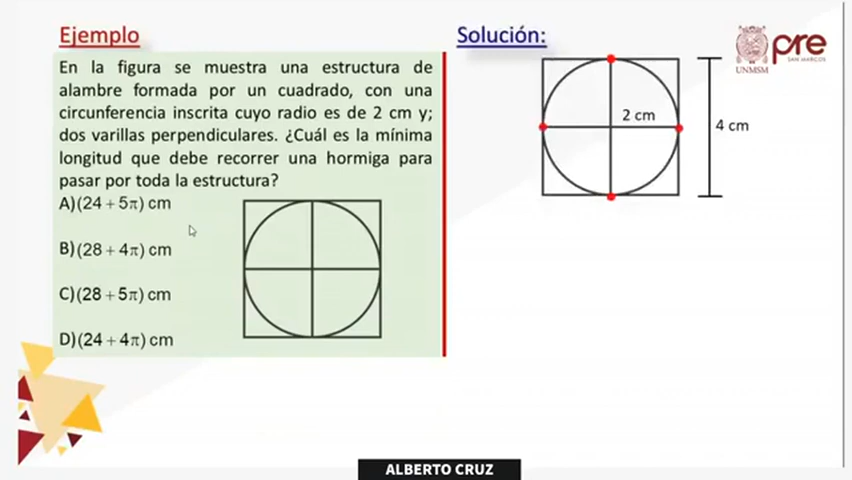 Ejemplo
En la figura se muestra una estructura de
alambre formada por un cuadrado, con una
circunferencia inscrita cuyo radio es de 2 cm y;
dos varillas perpendiculares. ¿Cuál es la mínima
longitud que debe recorrer una hormiga para
pasar por toda la estructura?
A)(24 + 5π) cm
B)(28 + 4π) cm
C)(28 + 5π) cm
D)(24 + 4π) cm
Solución:
2 cm
4 cm
UNMSM
pre
SAN MARCOS
ALBERTO CRUZ